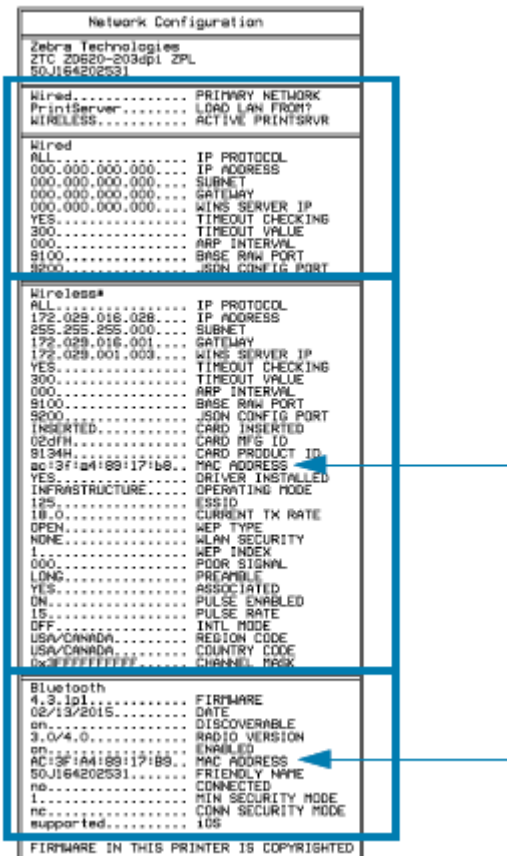 Network Configuration
Zebra Technologies
ZTC ZD620-203dpi ZPL
50J164202531
Wired.............. PRIMARY NETWORK
PrintServer........ LOAD LAN FROM?
WIRELESS........... ACTIVE PRINTSRVR
Wired
ALL................ IP PROTOCOL
000.000.000.000.... IP ADDRESS
000.000.000.000.... SUBNET
000.000.000.000.... GATEWAY
000.000.000.000.... WINS SERVER IP
YES................ TIMEOUT CHECKING
300................ TIMEOUT VALUE
000................ ARP INTERVAL
9100............... BASE RAW PORT
9200............... JSON CONFIG PORT
Wireless*
ALL................ IP PROTOCOL
172.029.016.028.... IP ADDRESS
255.255.255.000.... SUBNET
172.029.016.001.... GATEWAY
172.029.001.003.... WINS SERVER IP
YES................ TIMEOUT CHECKING
300................ TIMEOUT VALUE
000................ ARP INTERVAL
9100............... BASE RAW PORT
9200............... JSON CONFIG PORT
INSERTED........... CARD INSERTED
02dfH.............. CARD MFG ID
9134H.............. CARD PRODUCT ID
ac:3f:a4:89:17:b8.. MAC ADDRESS
YES................ DRIVER INSTALLED
INFRASTRUCTURE..... OPERATING MODE
125................ ESSID
18.0............... CURRENT TX RATE
OPEN............... WEP TYPE
NONE............... WLAN SECURITY
1.................. WEP INDEX
000................ POOR SIGNAL
LONG............... PREAMBLE
YES................ ASSOCIATED
ON................. PULSE ENABLED
15................. PULSE RATE
OFF................ INTL MODE
USA/CANADA......... REGION CODE
USA/CANADA......... COUNTRY CODE
0x3FFFFFFFFFF...... CHANNEL MASK
Bluetooth
4.3.1p1............ FIRMWARE
02/13/2015......... DATE
on................. DISCOVERABLE
3.0/4.0............ RADIO VERSION
on................. ENABLED
AC:3F:A4:89:17:B9.. MAC ADDRESS
50J164202531....... FRIENDLY NAME
no................. CONNECTED
1.................. MIN SECURITY MODE
nc................. CONN SECURITY MODE
supported.......... iOS
FIRMWARE IN THIS PRINTER IS COPYRIGHTED